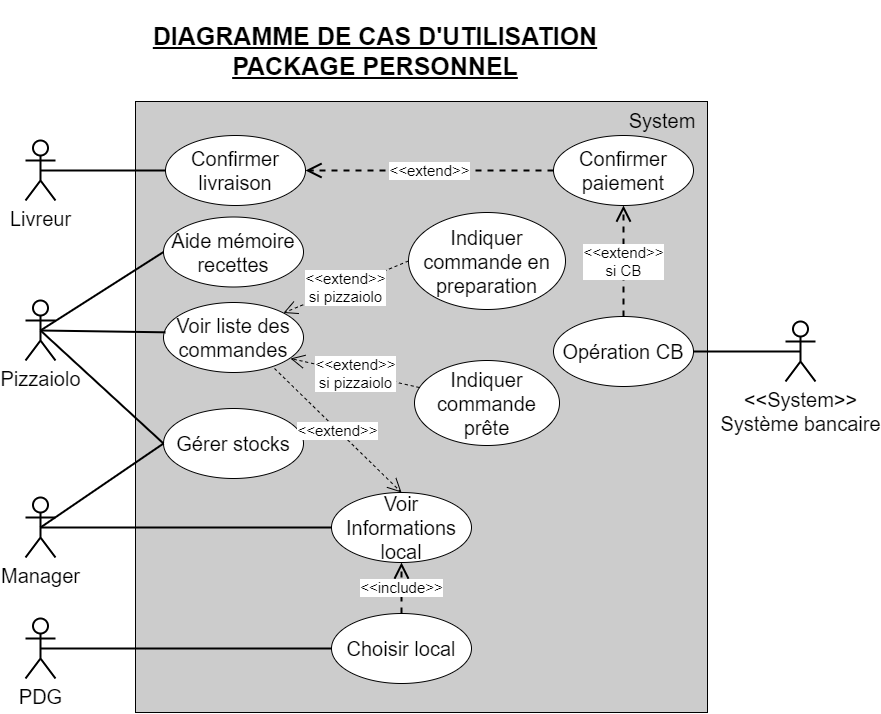 DIAGRAMME DE CAS D'UTILISATION
PACKAGE PERSONNEL
System
Confirmer
livraison
<<extend>>
Confirmer
paiement
Livreur
Aide mémoire
recettes
Indiquer
commande en
preparation
<<extend>>
si CB
<<extend>>
si pizzaiolo
Voir liste des
commandes
Opération CB
Pizzaiolo
<<extend>>
si pizzaiolo
Indiquer
commande
prête
<<System>>
Système bancaire
Gérer stocks
<<extend>>
Voir
Informations
local
Manager
<<include>>
Choisir local
PDG